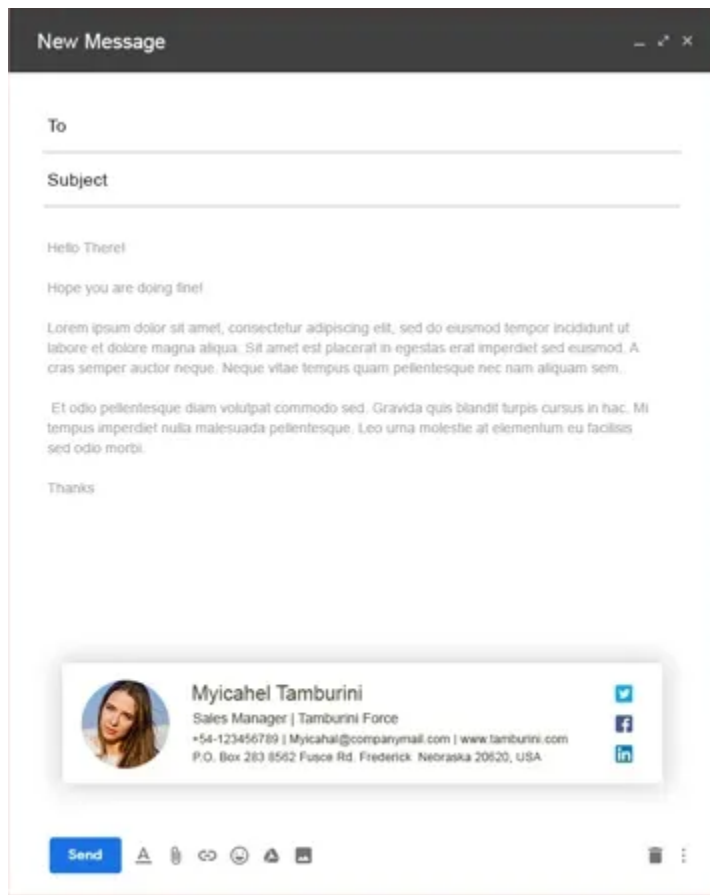 New Message
To
Subject
Hello There!
Hope you are doing fine!
Lorem ipsum dolor sit amet, consectetur adipiscing elit, sed do eiusmod tempor incididunt ut
labore et dolore magna aliqua. Sit amet est placerat in egestas erat imperdiet sed euismod. A
cras semper auctor neque. Neque vitae tempus quam pellentesque nec nam aliquam sem.
Et odio pellentesque diam volutpat commodo sed. Gravida quis blandit turpis cursus in hac. Mi
tempus imperdiet nulla malesuada pellentesque. Leo urna molestie at elementum eu facilisis
sed odio morbi.
Thanks
Myicahel Tamburini
Sales Manager | Tamburini Force
+54-123456789 | Myicahal@companymail.com | www.tamburini.com
P.O. Box 283 8562 Fusce Rd. Frederick Nebraska 20620, USA
Send